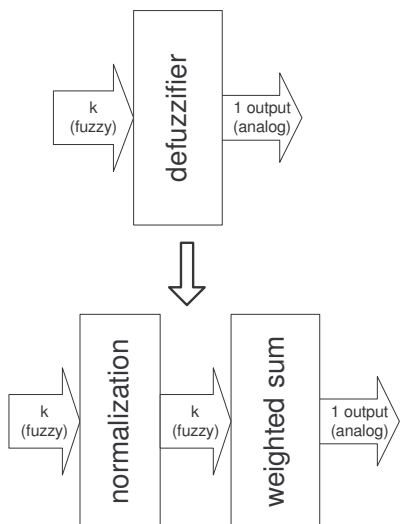 k
(fuzzy)
defuzzifier
1 output
(analog)
k
(fuzzy)
normalization
k
(fuzzy)
weighted sum
1 output
(analog)